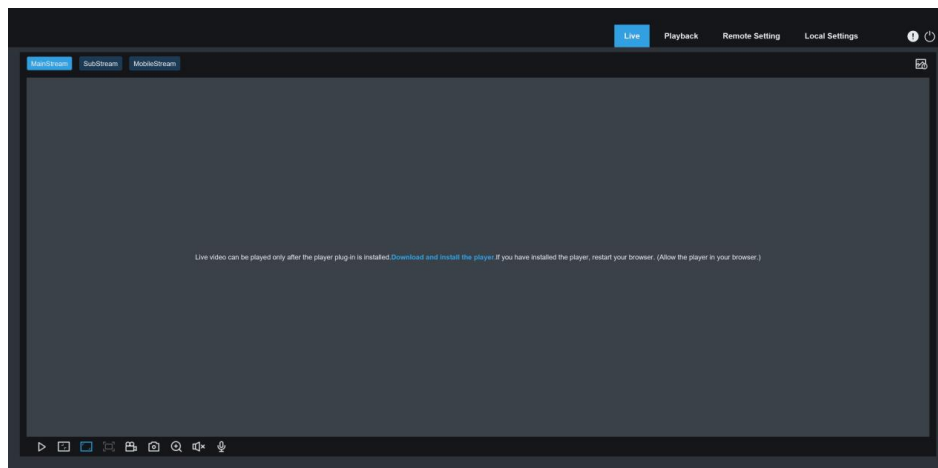 Live Playback Remote Setting Local Settings
MainStream SubStream MobileStream
Live video can be played only after the player plug-in is installed.Download and install the player.If you have installed the player, restart your browser. (Allow the player in your browser.)